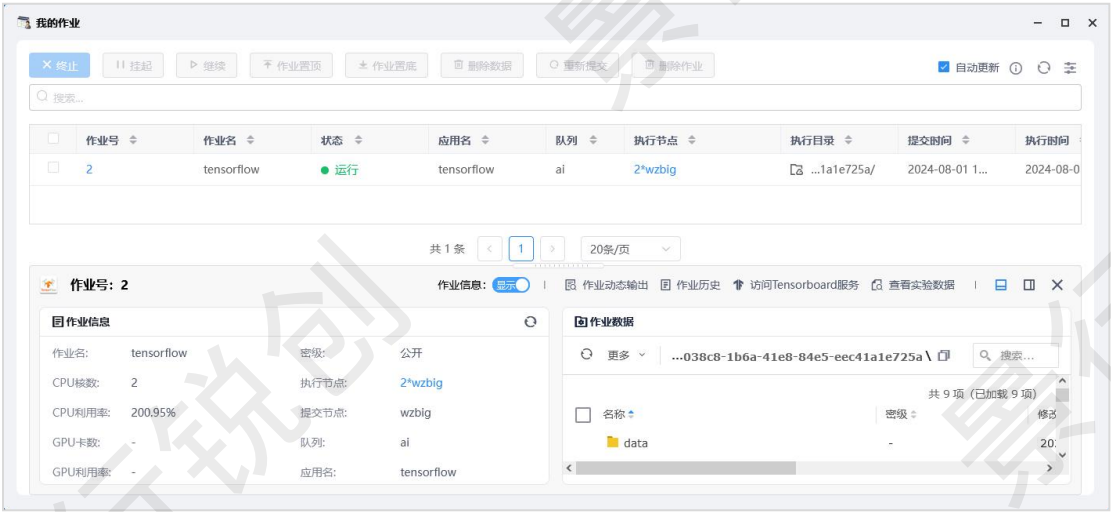 我的作业
终止 挂起 继续 作业置顶 作业置底 删除数据 重新提交 删除作业 自动更新
搜索...
作业号 作业名 状态 应用名 队列 执行节点 执行目录 提交时间 执行时间
2 tensorflow 运行 tensorflow ai 2*wzbig ...1a1e725a/ 2024-08-01 1... 2024-08-0
共 1 条 1 20条/页
作业号: 2 作业信息: 显示 作业动态输出 作业历史 访问Tensorboard服务 查看实验数据
作业信息 作业数据
作业名: tensorflow 密级: 公开 更多 ...038c8-1b6a-41e8-84e5-eec41a1e725a\ 搜索...
CPU核数: 2 执行节点: 2*wzbig 共 9 项 (已加载 9 项)
CPU利用率: 200.95% 提交节点: wzbig 名称 密级 修改
GPU卡数: - 队列: ai data - 202
GPU利用率: - 应用名: tensorflow
景行锐创
景行